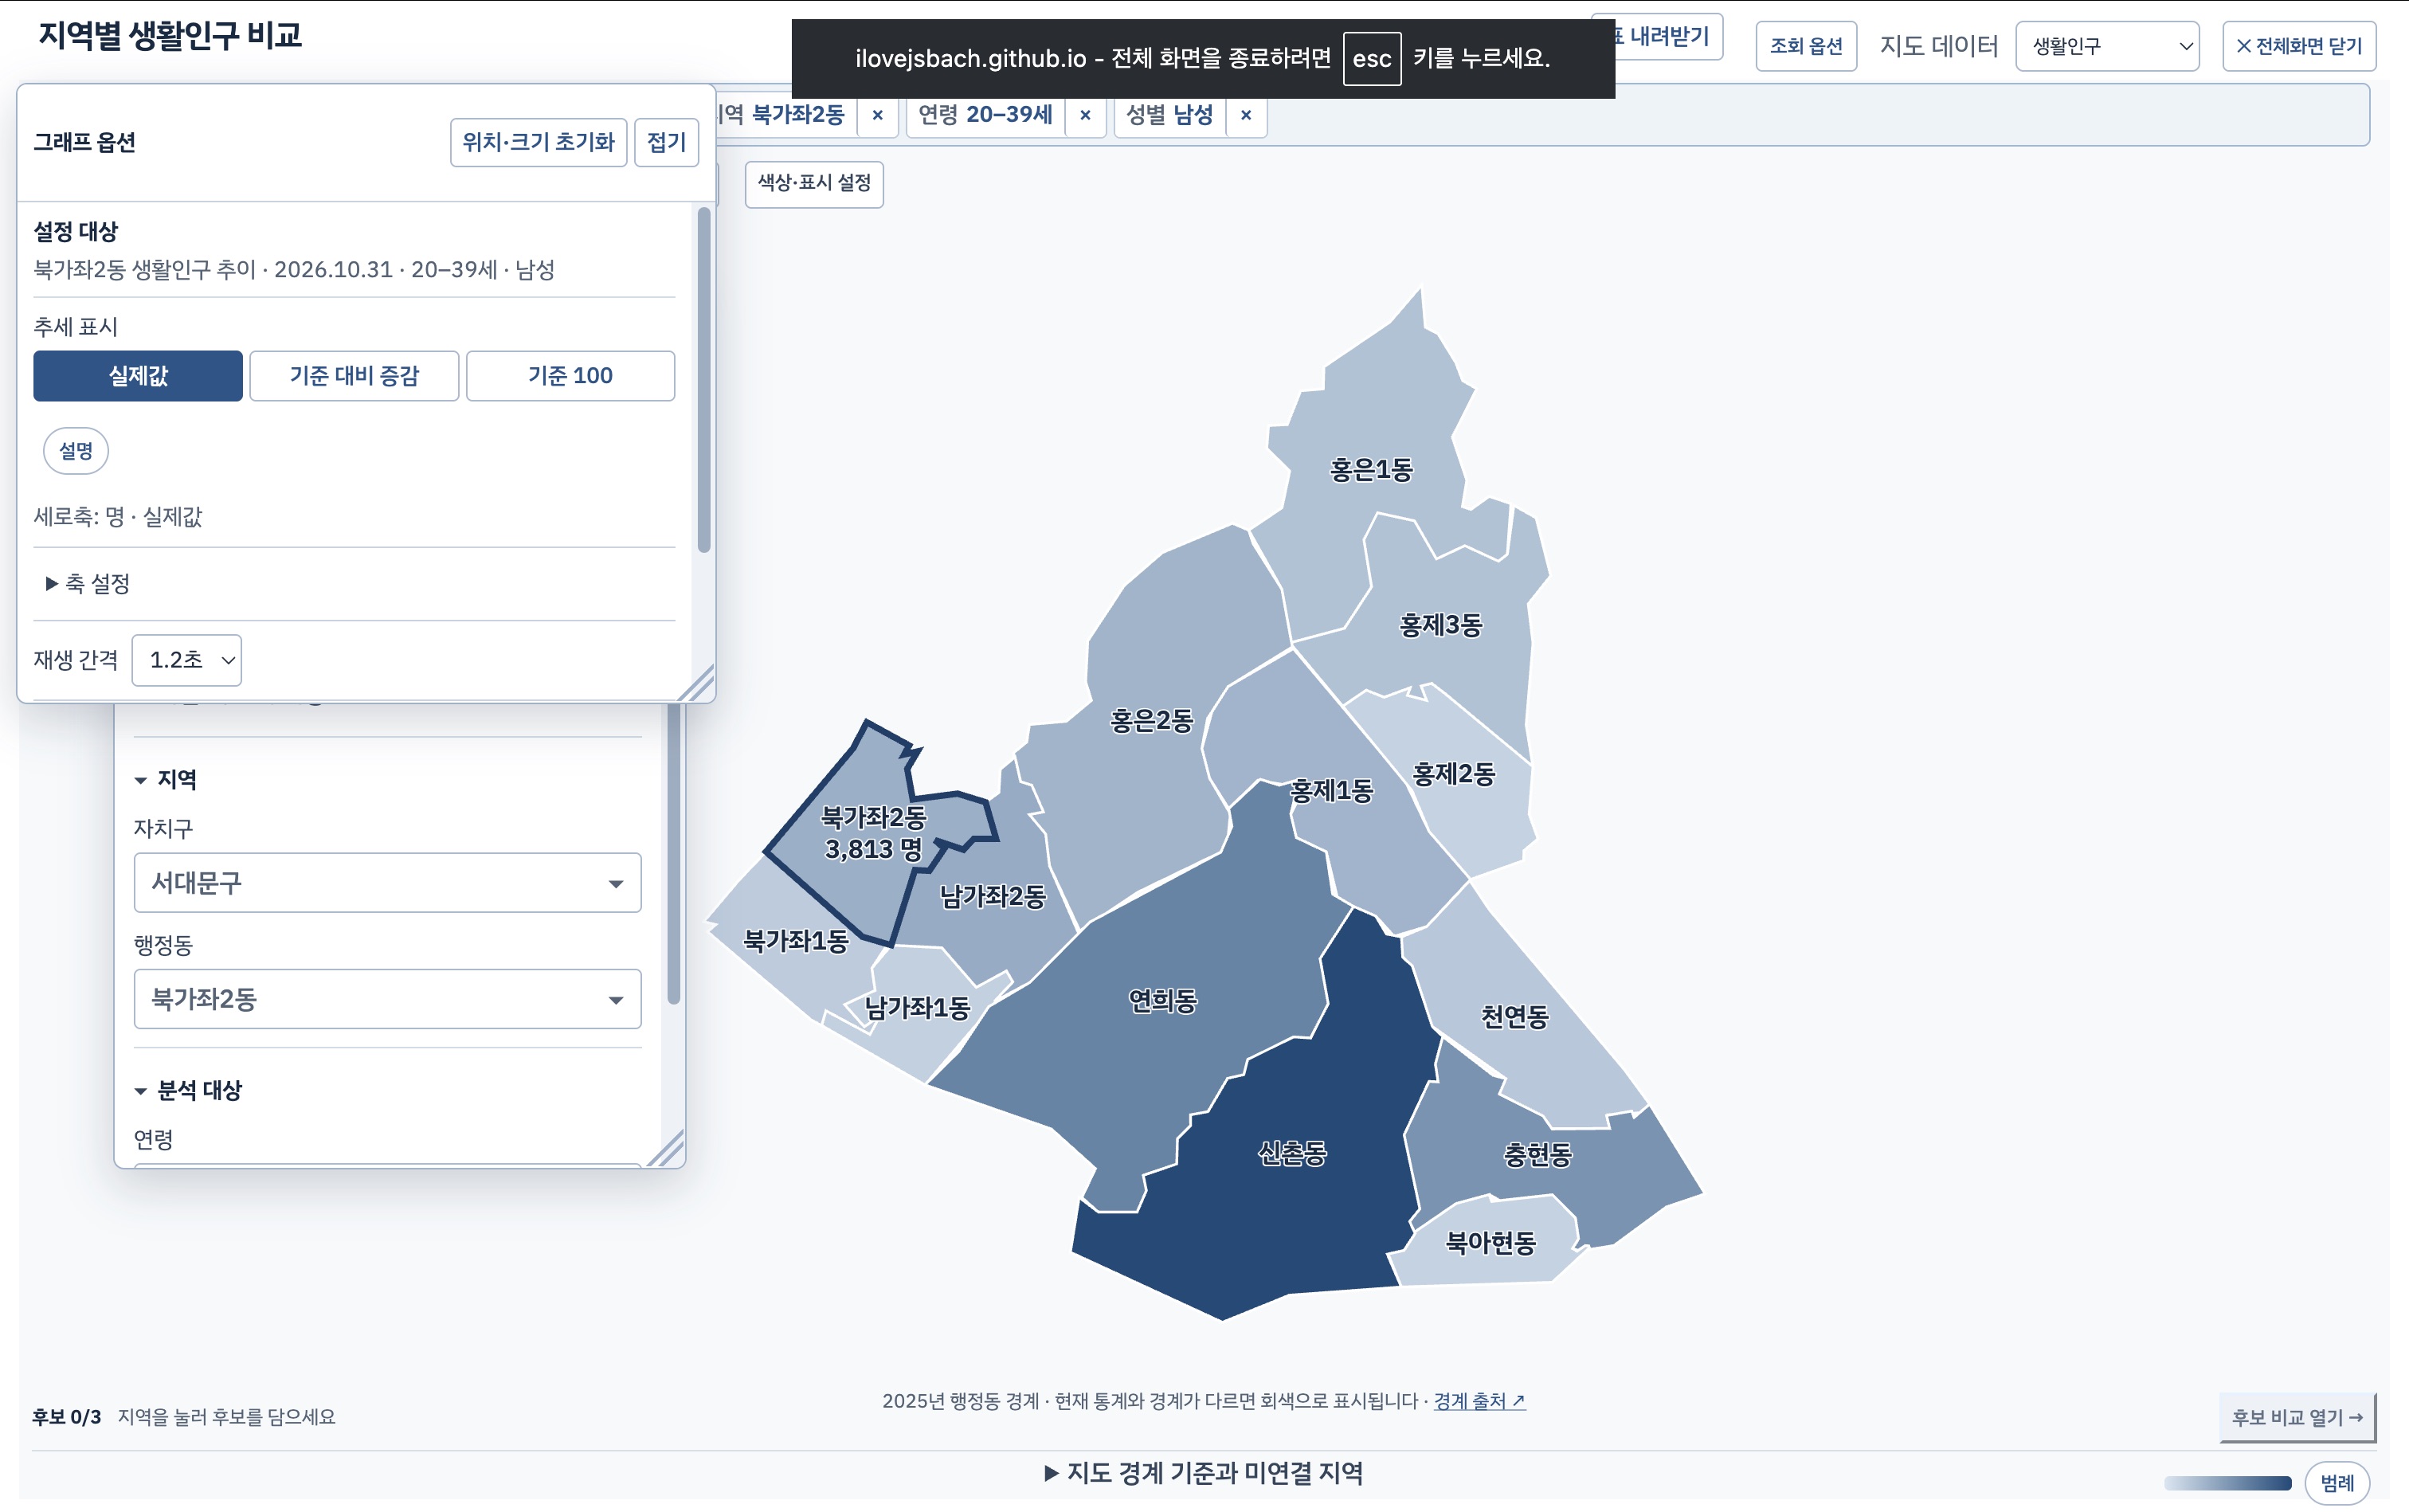 지역별 생활인구 비교
ilovejsbach.github.io - 전체 화면을 종료하려면 esc 키를 누르세요.
내려받기
조회 옵션
지도 데이터
생활인구
× 전체화면 닫기
북가좌2동 ×
연령 20–39세 ×
성별 남성 ×
그래프 옵션
위치·크기 초기화
접기
색상·표시 설정
설정 대상
북가좌2동 생활인구 추이 · 2026.10.31 · 20–39세 · 남성
추세 표시
실제값
기준 대비 증감
기준 100
설명
세로축: 명 · 실제값
▶ 축 설정
재생 간격 1.2초
▼ 지역
자치구
서대문구
행정동
북가좌2동
▼ 분석 대상
연령
홍은1동
홍제3동
홍은2동
홍제2동
홍제1동
북가좌2동
3,813 명
남가좌2동
북가좌1동
남가좌1동
연희동
천연동
신촌동
충현동
북아현동
2025년 행정동 경계 · 현재 통계와 경계가 다르면 회색으로 표시됩니다 · 경계 출처 ↗
후보 0/3 지역을 눌러 후보를 담으세요
후보 비교 열기 →
▶ 지도 경계 기준과 미연결 지역
범례